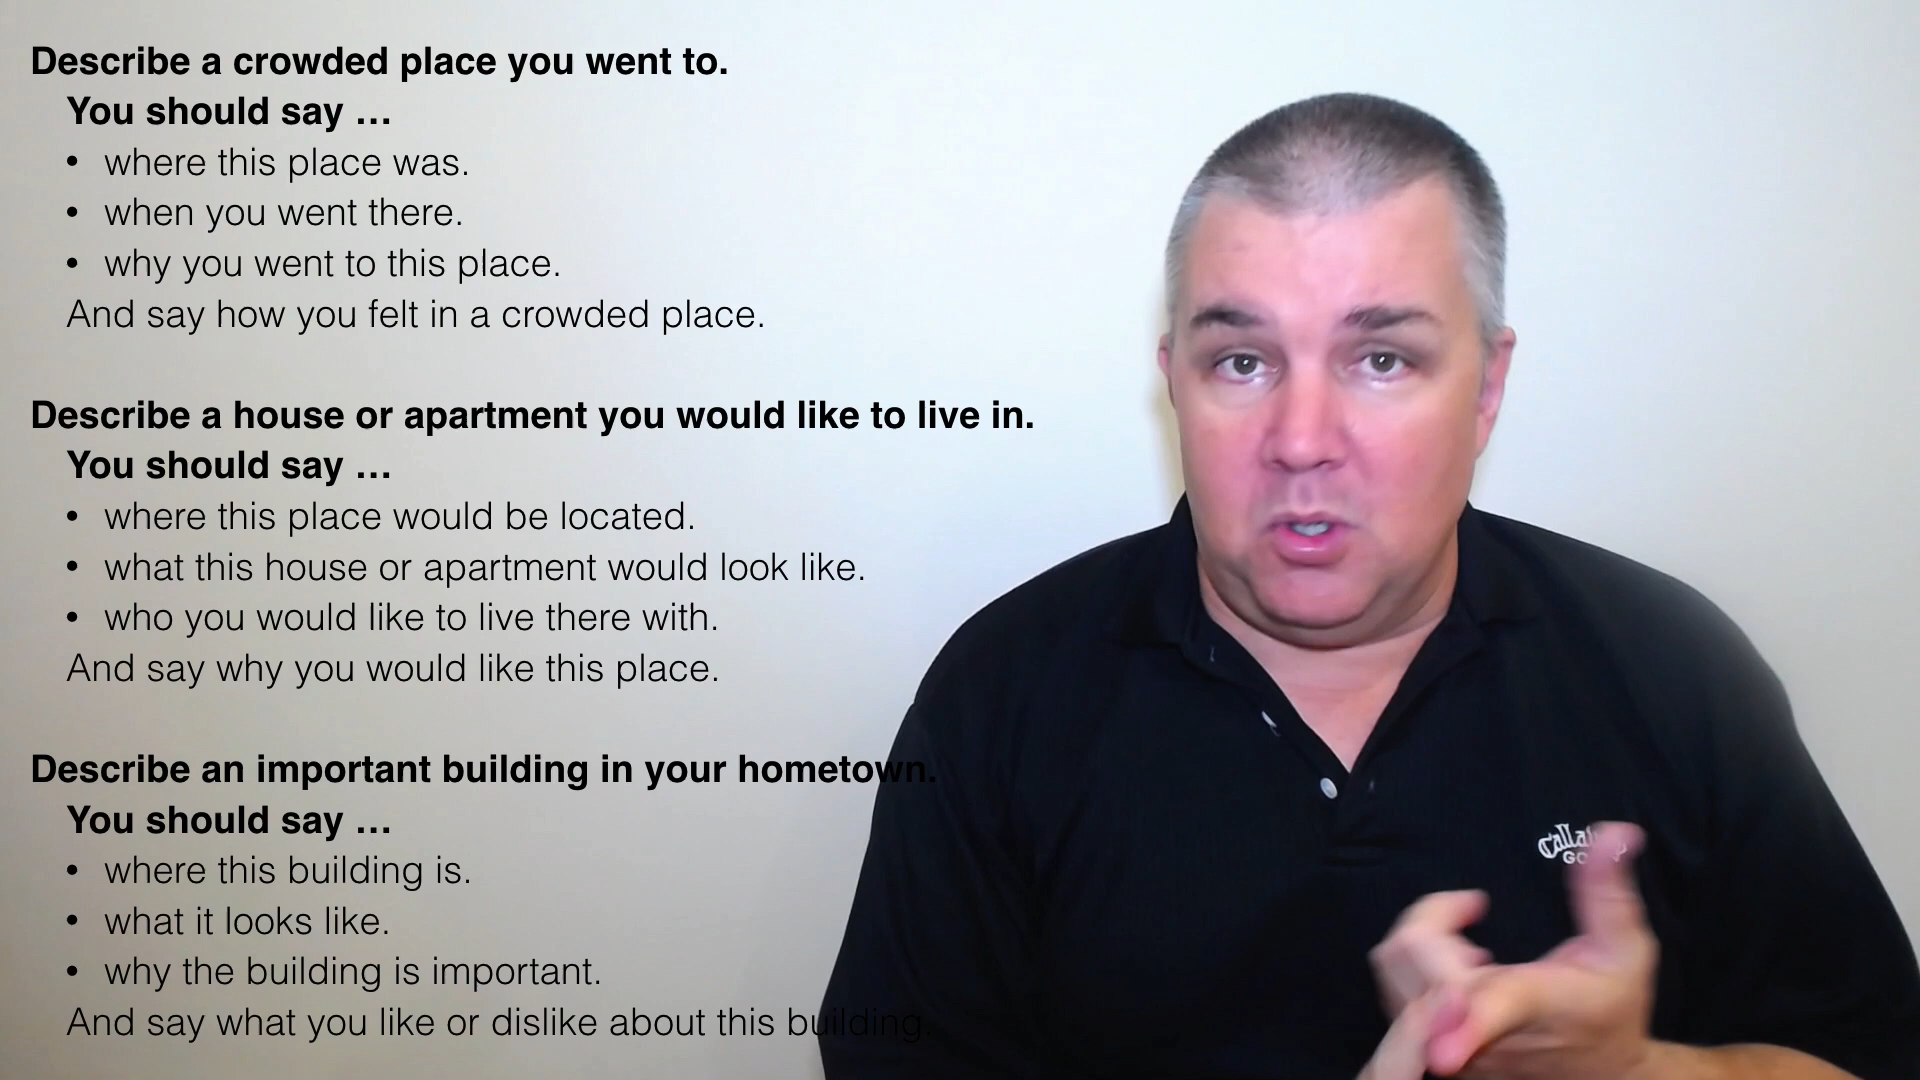 Describe a crowded place you went to.
You should say …
• where this place was.
• when you went there.
• why you went to this place.
And say how you felt in a crowded place.
Describe a house or apartment you would like to live in.
You should say …
• where this place would be located.
• what this house or apartment would look like.
• who you would like to live there with.
And say why you would like this place.
Describe an important building in your hometown.
You should say …
• where this building is.
• what it looks like.
• why the building is important.
And say what you like or dislike about this building.